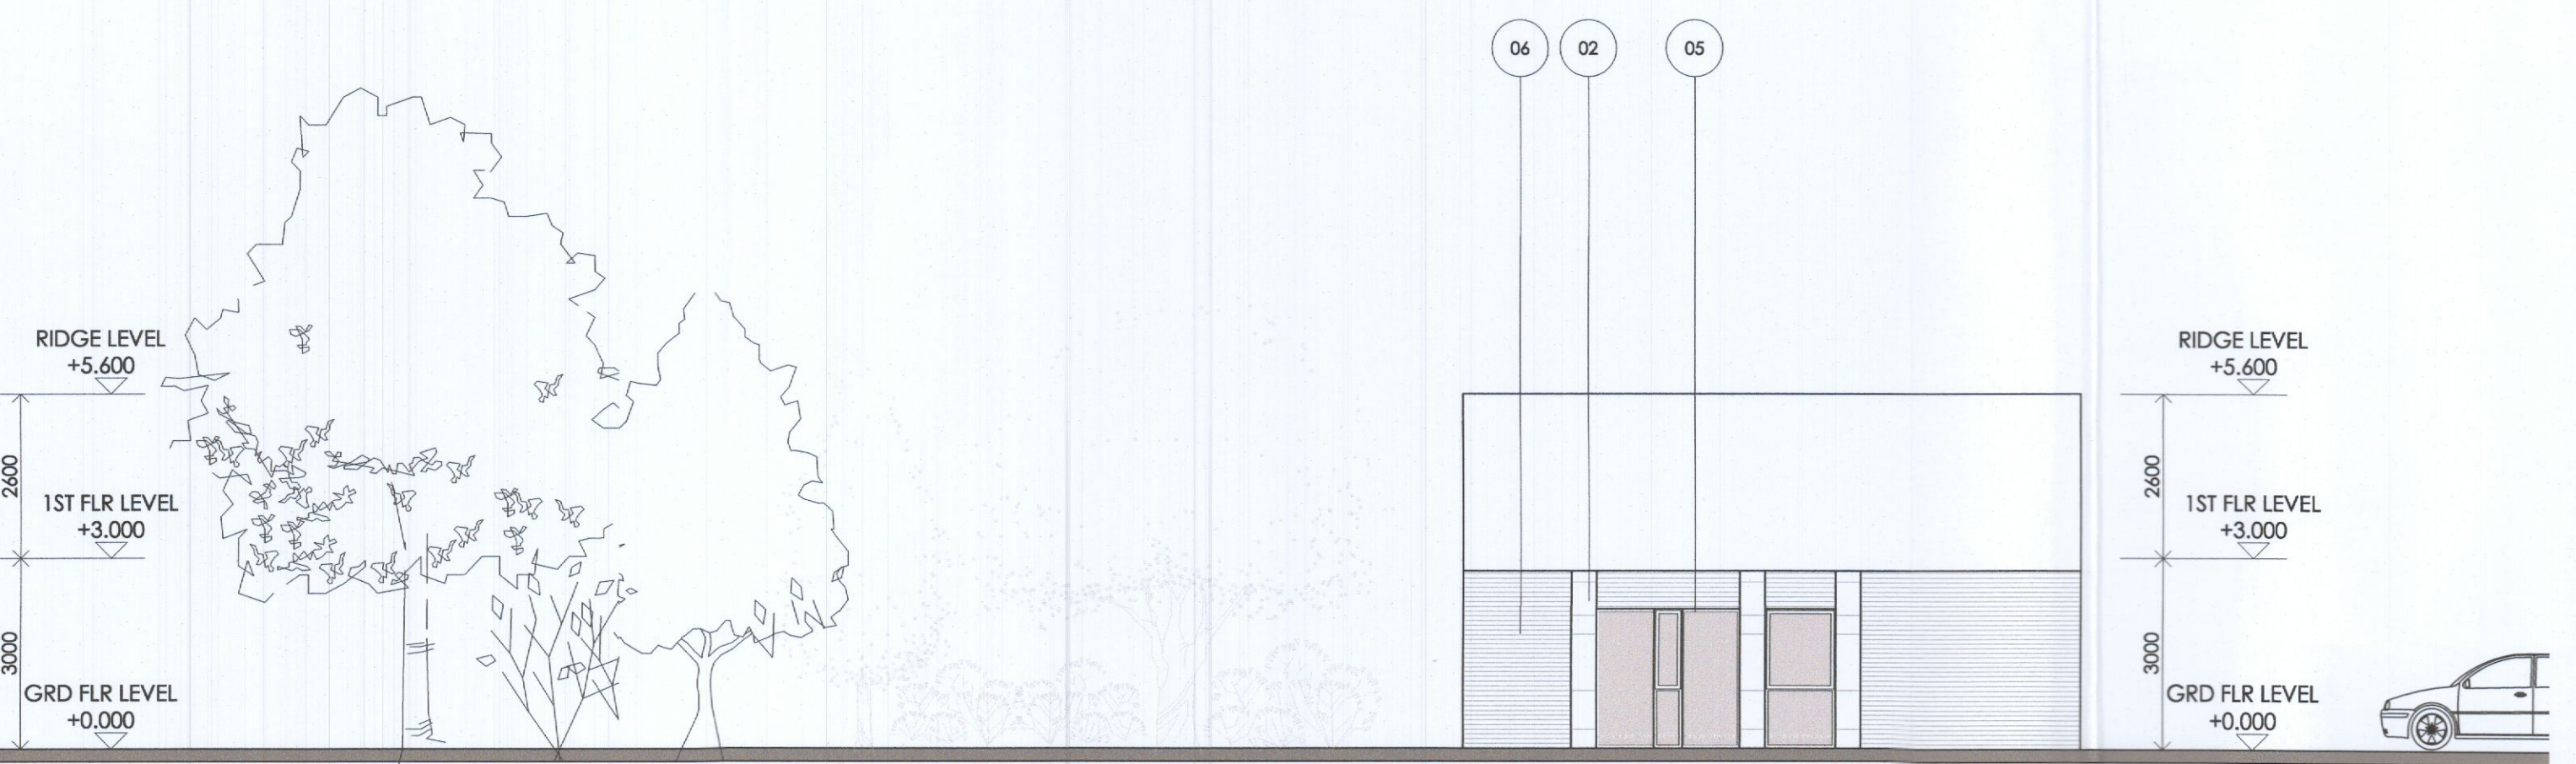 06 02 05
RIDGE LEVEL
+5.600
2600
1ST FLR LEVEL
+3.000
3000
GRD FLR LEVEL
+0.000
RIDGE LEVEL
+5.600
2600
1ST FLR LEVEL
+3.000
3000
GRD FLR LEVEL
+0.000